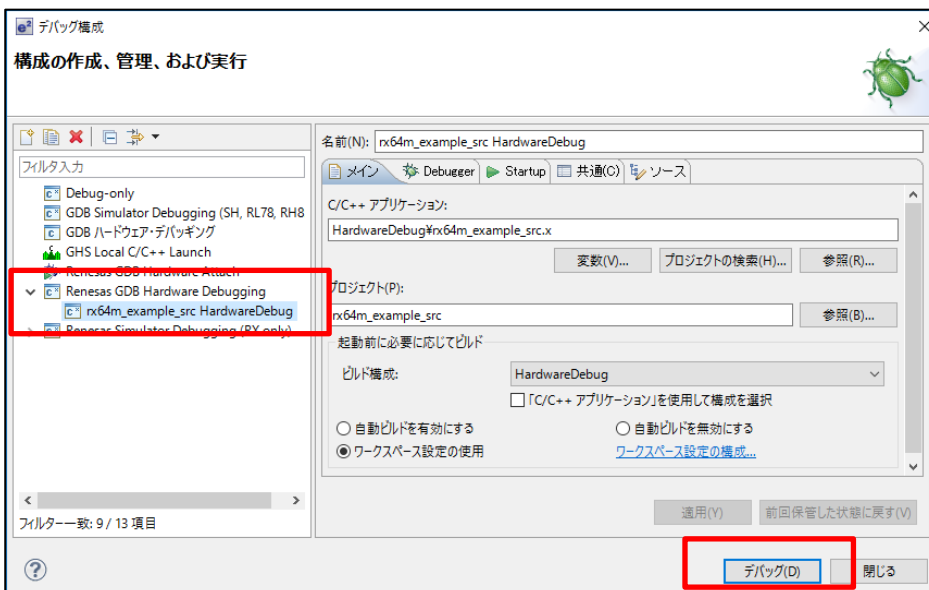 e² デバッグ構成
構成の作成、管理、および実行
フィルタ入力
Debug-only
GDB Simulator Debugging (SH, RL78, RH8
GDB ハードウェア・デバッギング
GHS Local C/C++ Launch
Renesas GDB Hardware Attach
Renesas GDB Hardware Debugging
rx64m_example_src HardwareDebug
Renesas Simulator Debugging (RX only)
フィルター一致: 9 / 13 項目
名前(N): rx64m_example_src HardwareDebug
メイン Debugger Startup 共通(C) ソース
C/C++ アプリケーション:
HardwareDebug¥rx64m_example_src.x
変数(V)... プロジェクトの検索(H)... 参照(R)...
プロジェクト(P):
rx64m_example_src 参照(B)...
起動前に必要に応じてビルド
ビルド構成: HardwareDebug
「C/C++ アプリケーション」を使用して構成を選択
自動ビルドを有効にする 自動ビルドを無効にする
ワークスペース設定の使用 ワークスペース設定の構成...
適用(Y) 前回保管した状態に戻す(V)
デバッグ(D) 閉じる